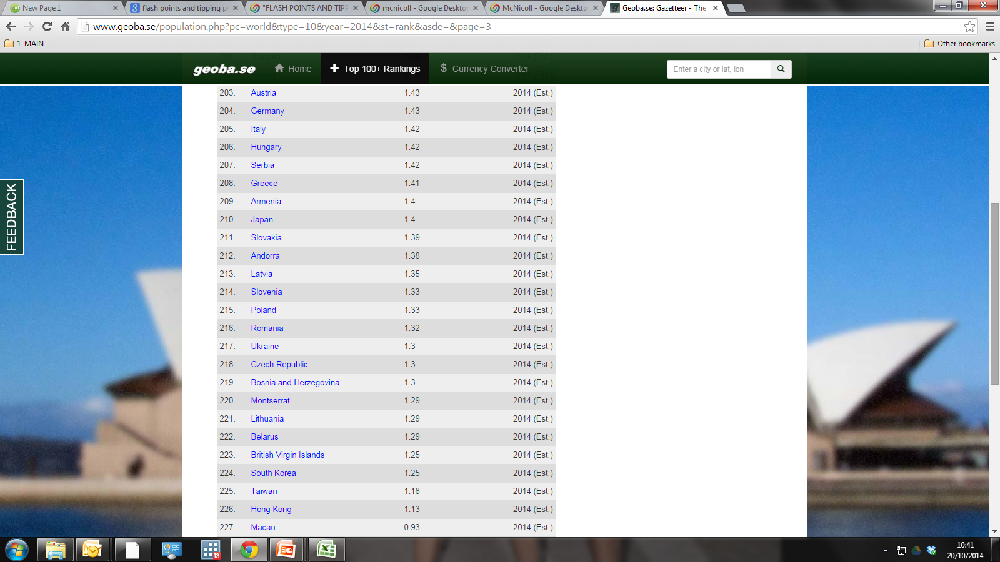 New Page 1
flash points and tipping p
"FLASH POINTS AND TIPP
mcnicoll - Google Deskto
McNicoll - Google Deskto
Geoba.se: Gazetteer - The
www.geoba.se/population.php?pc=world&type=10&year=2014&st=rank&asde=&page=3
1-MAIN
Other bookmarks
geoba.se Home Top 100+ Rankings $ Currency Converter Enter a city or lat, lon
203. Austria 1.43 2014 (Est.)
204. Germany 1.43 2014 (Est.)
205. Italy 1.42 2014 (Est.)
206. Hungary 1.42 2014 (Est.)
207. Serbia 1.42 2014 (Est.)
208. Greece 1.41 2014 (Est.)
209. Armenia 1.4 2014 (Est.)
210. Japan 1.4 2014 (Est.)
211. Slovakia 1.39 2014 (Est.)
212. Andorra 1.38 2014 (Est.)
213. Latvia 1.35 2014 (Est.)
214. Slovenia 1.33 2014 (Est.)
215. Poland 1.33 2014 (Est.)
216. Romania 1.32 2014 (Est.)
217. Ukraine 1.3 2014 (Est.)
218. Czech Republic 1.3 2014 (Est.)
219. Bosnia and Herzegovina 1.3 2014 (Est.)
220. Montserrat 1.29 2014 (Est.)
221. Lithuania 1.29 2014 (Est.)
222. Belarus 1.29 2014 (Est.)
223. British Virgin Islands 1.25 2014 (Est.)
224. South Korea 1.25 2014 (Est.)
225. Taiwan 1.18 2014 (Est.)
226. Hong Kong 1.13 2014 (Est.)
227. Macau 0.93 2014 (Est.)
FEEDBACK
13
10:41
20/10/2014